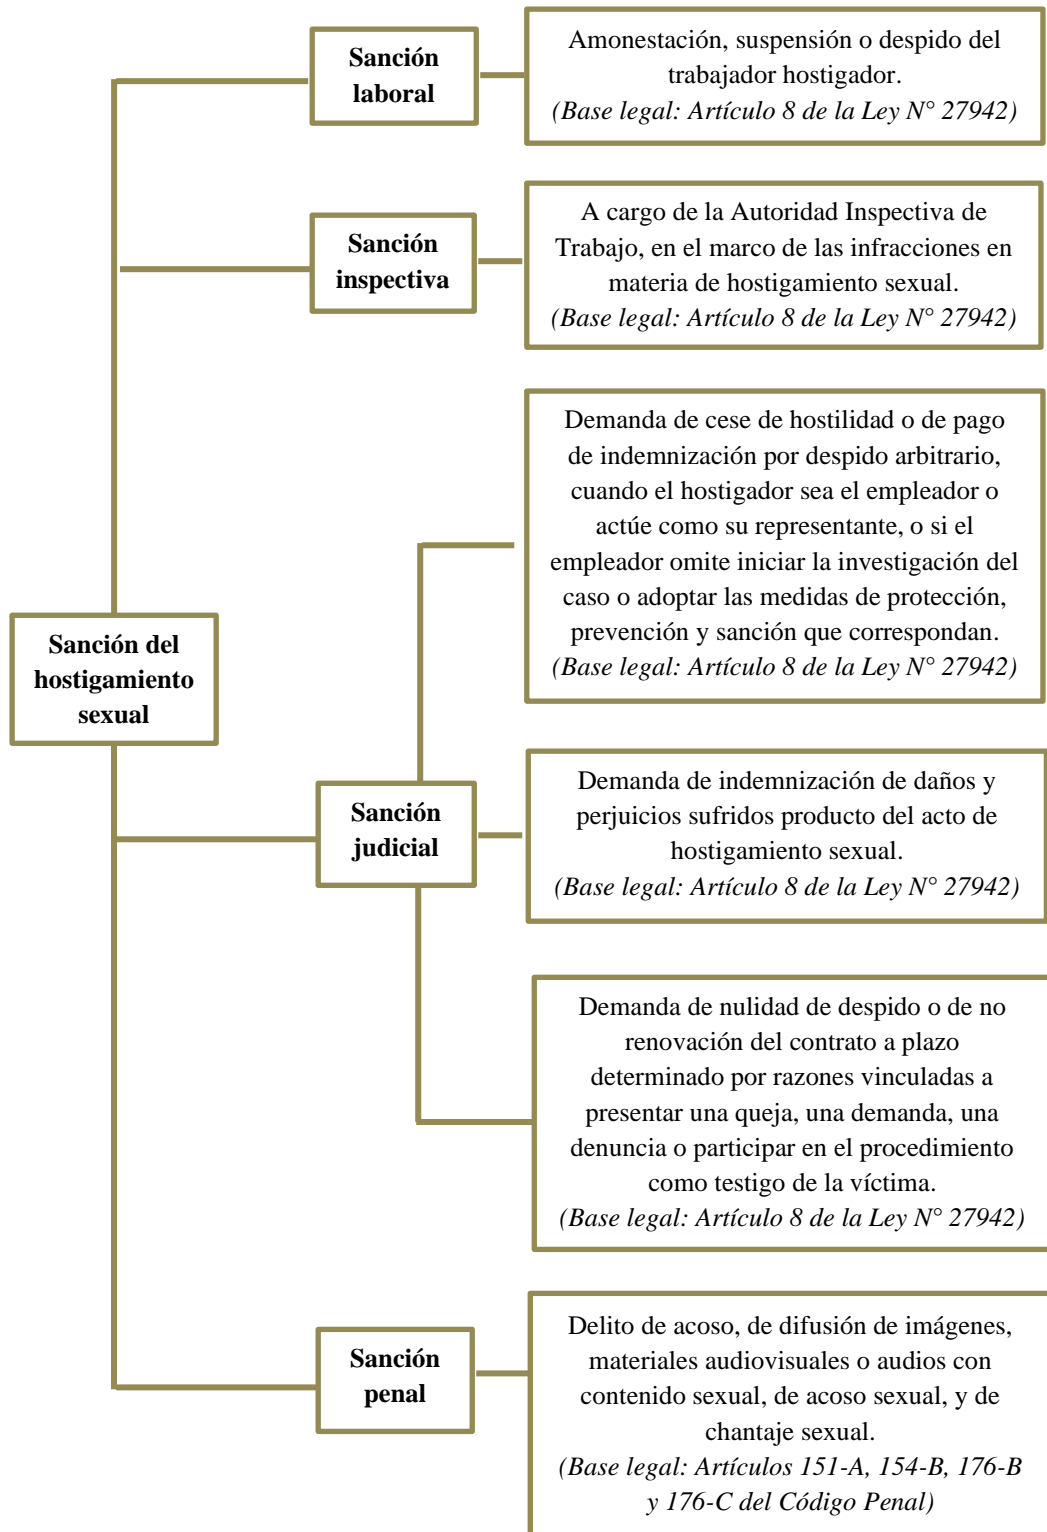 Sanción del
hostigamiento
sexual
Sanción
laboral
Amonestación, suspensión o despido del
trabajador hostigador.
(Base legal: Artículo 8 de la Ley N° 27942)
Sanción
inspectiva
A cargo de la Autoridad Inspectiva de
Trabajo, en el marco de las infracciones en
materia de hostigamiento sexual.
(Base legal: Artículo 8 de la Ley N° 27942)
Sanción
judicial
Demanda de cese de hostilidad o de pago
de indemnización por despido arbitrario,
cuando el hostigador sea el empleador o
actúe como su representante, o si el
empleador omite iniciar la investigación del
caso o adoptar las medidas de protección,
prevención y sanción que correspondan.
(Base legal: Artículo 8 de la Ley N° 27942)
Demanda de indemnización de daños y
perjuicios sufridos producto del acto de
hostigamiento sexual.
(Base legal: Artículo 8 de la Ley N° 27942)
Demanda de nulidad de despido o de no
renovación del contrato a plazo
determinado por razones vinculadas a
presentar una queja, una demanda, una
denuncia o participar en el procedimiento
como testigo de la víctima.
(Base legal: Artículo 8 de la Ley N° 27942)
Sanción
penal
Delito de acoso, de difusión de imágenes,
materiales audiovisuales o audios con
contenido sexual, de acoso sexual, y de
chantaje sexual.
(Base legal: Artículos 151-A, 154-B, 176-B
y 176-C del Código Penal)